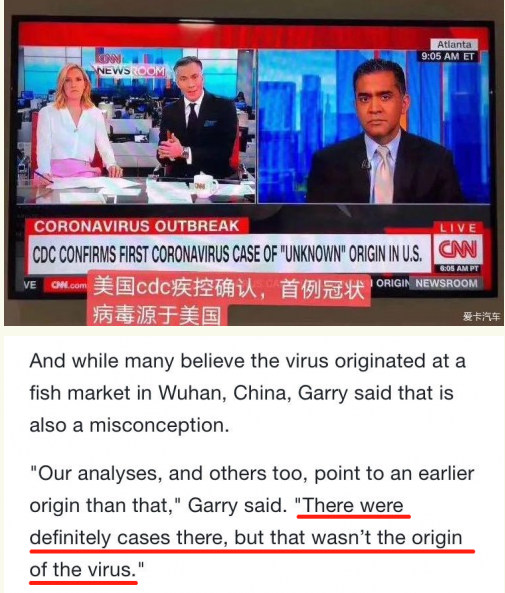 Atlanta
9:05 AM ET
CNN
NEWSROOM
CNN
CORONAVIRUS OUTBREAK
LIVE
CDC CONFIRMS FIRST CORONAVIRUS CASE OF "UNKNOWN" ORIGIN IN U.S.
CNN
6:05 AM PT
VE CNN.com
ORIGIN NEWSROOM
美国cdc疾控确认，首例冠状
病毒源于美国
爱卡汽车
And while many believe the virus originated at a
fish market in Wuhan, China, Garry said that is
also a misconception.
"Our analyses, and others too, point to an earlier
origin than that," Garry said. "There were
definitely cases there, but that wasn't the origin
of the virus."